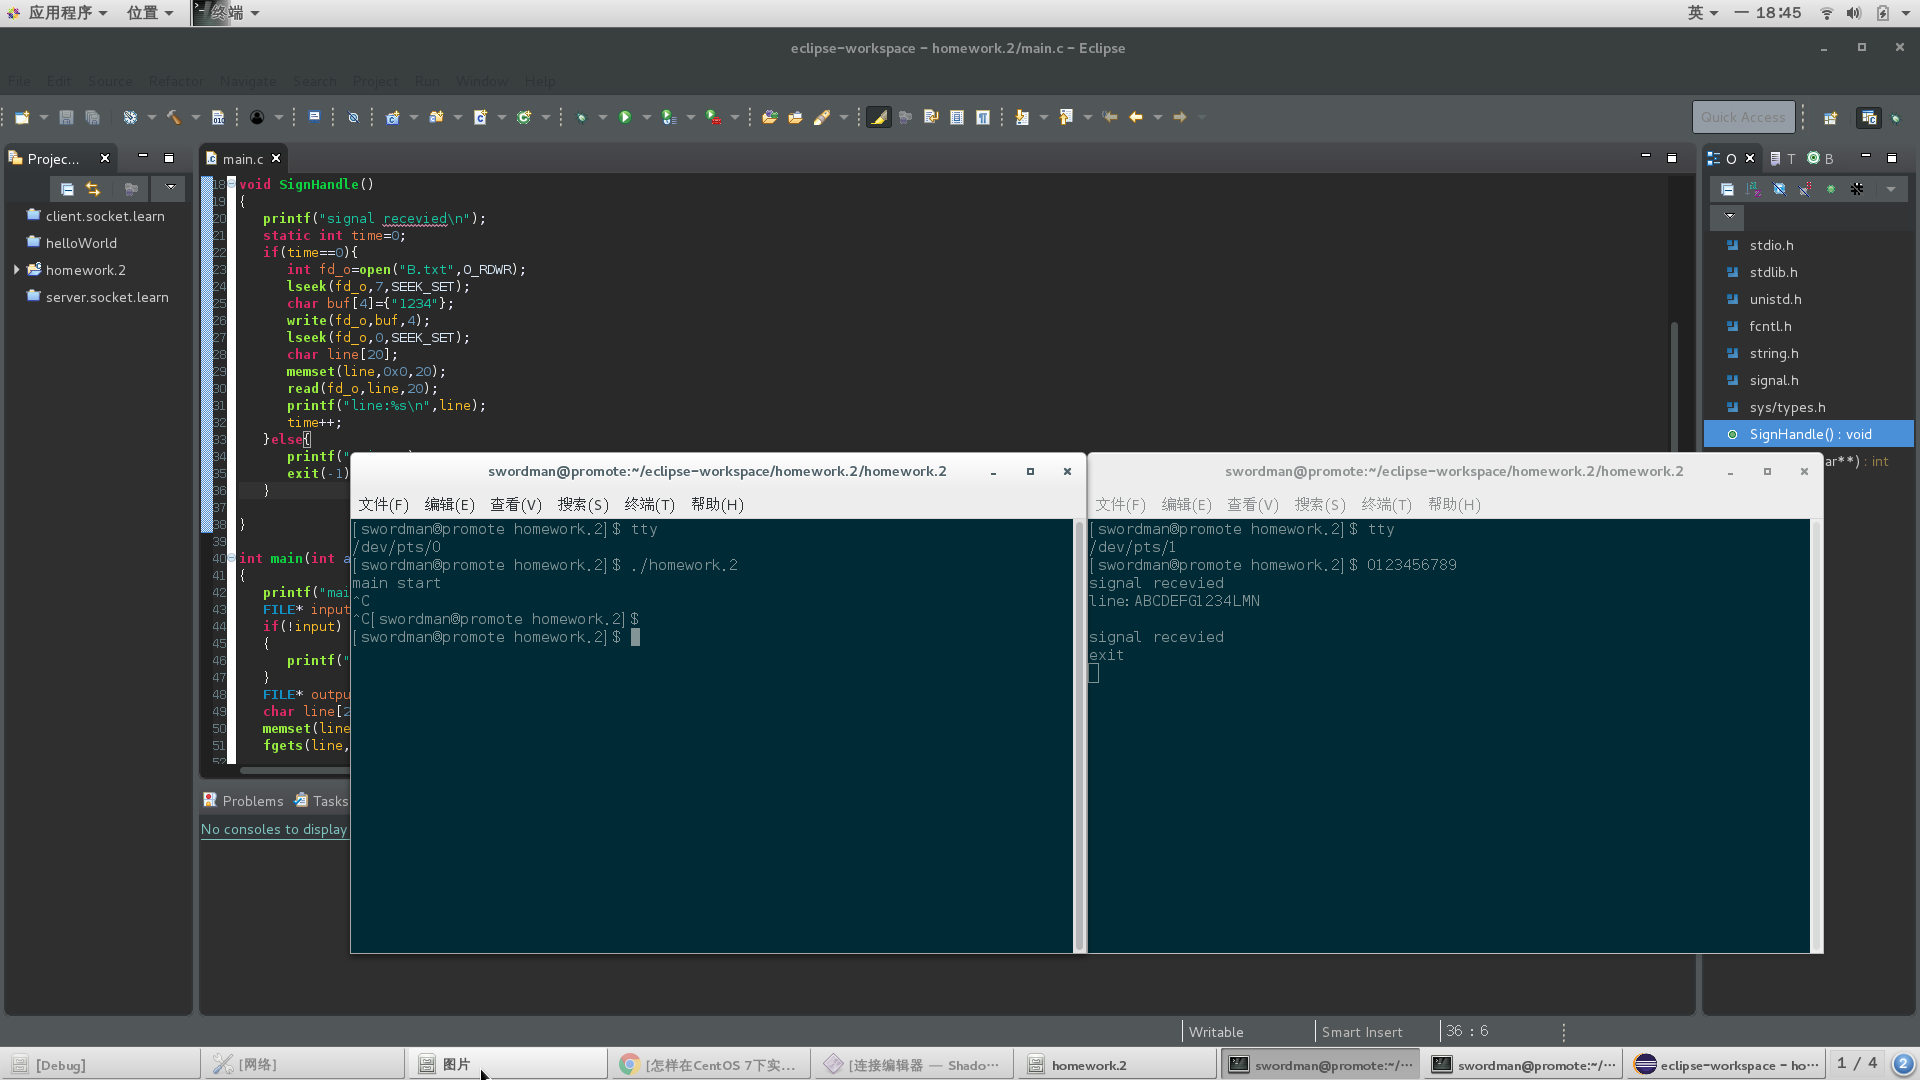 应用程序 位置 终端 英 一 18:45
eclipse-workspace - homework.2/main.c - Eclipse
File Edit Source Refactor Navigate Search Project Run Window Help
Quick Access
Projec...
client.socket.learn
helloWorld
homework.2
server.socket.learn
main.c
18 void SignHandle()
19 {
20 printf("signal recevied\n");
21 static int time=0;
22 if(time==0){
23 int fd_o=open("B.txt",O_RDWR);
24 lseek(fd_o,7,SEEK_SET);
25 char buf[4]={"1234"};
26 write(fd_o,buf,4);
27 lseek(fd_o,0,SEEK_SET);
28 char line[20];
29 memset(line,0x0,20);
30 read(fd_o,line,20);
31 printf("line:%s\n",line);
32 time++;
33 }else{
34 printf("
35 exit(-1)
36 }
37
38 }
39
40 int main(int a
41 {
42 printf("mai
43 FILE* input
44 if(!input)
45 {
46 printf("
47 }
48 FILE* outpu
49 char line[2
50 memset(line
51 fgets(line,
52
O T B
stdio.h
stdlib.h
unistd.h
fcntl.h
string.h
signal.h
sys/types.h
SignHandle() : void
ar**) : int
Problems Tasks
No consoles to display
swordman@promote:~/eclipse-workspace/homework.2/homework.2
文件(F) 编辑(E) 查看(V) 搜索(S) 终端(T) 帮助(H)
[swordman@promote homework.2]$ tty
/dev/pts/0
[swordman@promote homework.2]$ ./homework.2
main start
^C
^C[swordman@promote homework.2]$
[swordman@promote homework.2]$
swordman@promote:~/eclipse-workspace/homework.2/homework.2
文件(F) 编辑(E) 查看(V) 搜索(S) 终端(T) 帮助(H)
[swordman@promote homework.2]$ tty
/dev/pts/1
[swordman@promote homework.2]$ 0123456789
signal recevied
line:ABCDEFG1234LMN
signal recevied
exit
Writable Smart Insert 36 : 6
[Debug] [网络] 图片 [怎样在CentOS 7下实... [连接编辑器 — Shado... homework.2 swordman@promote:~/... swordman@promote:~/... eclipse-workspace - ho... 1 / 4 2